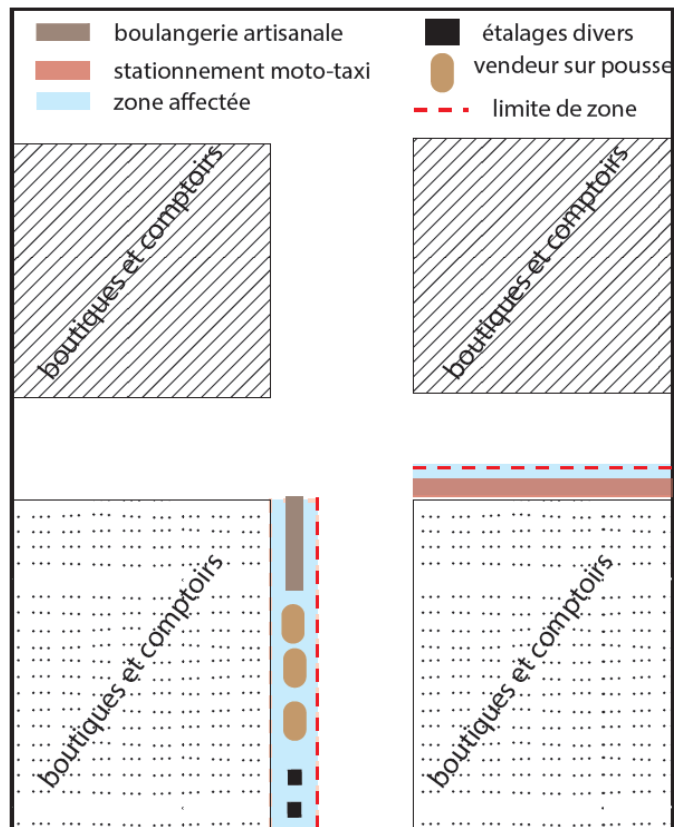 boulangerie artisanale
stationnement moto-taxi
zone affectée
étalages divers
vendeur sur pousse
limite de zone
boutiques et comptoirs
boutiques et comptoirs
boutiques et comptoirs
boutiques et comptoirs